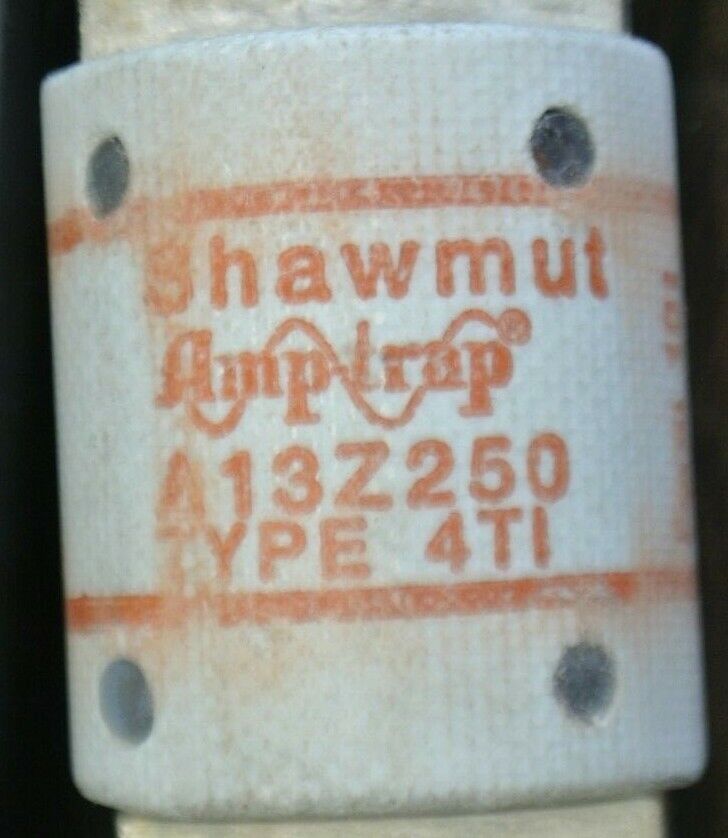 Shawmut
Amp-trap®
A13Z250
TYPE 4TI